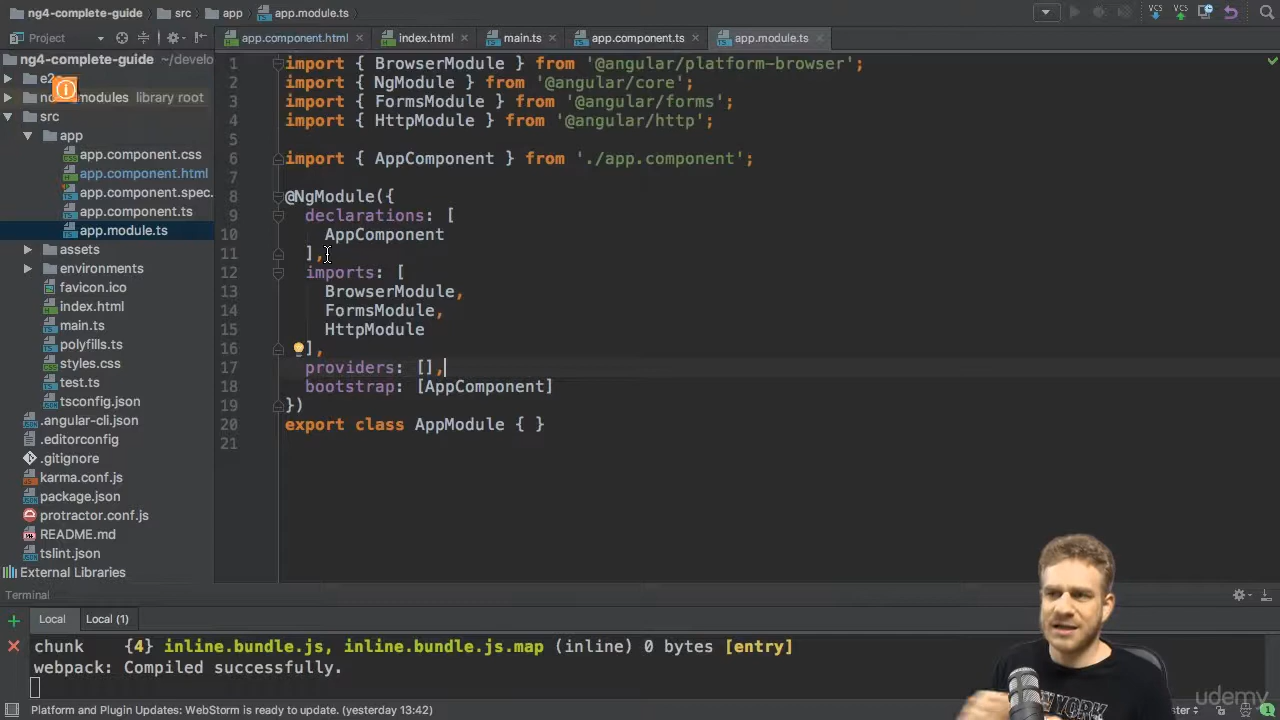 ng4-complete-guide src app app.module.ts
Project
app.component.html index.html main.ts app.component.ts app.module.ts
ng4-complete-guide ~/develo
e2
modules library root
src
app
app.component.css
app.component.html
app.component.spec.
app.component.ts
app.module.ts
assets
environments
favicon.ico
index.html
main.ts
polyfills.ts
styles.css
test.ts
tsconfig.json
.angular-cli.json
.editorconfig
.gitignore
karma.conf.js
package.json
protractor.conf.js
README.md
tslint.json
External Libraries
1 import { BrowserModule } from '@angular/platform-browser';
2 import { NgModule } from '@angular/core';
3 import { FormsModule } from '@angular/forms';
4 import { HttpModule } from '@angular/http';
5
6 import { AppComponent } from './app.component';
7
8 @NgModule({
9 declarations: [
10 AppComponent
11 ],
12 imports: [
13 BrowserModule,
14 FormsModule,
15 HttpModule
16 ],
17 providers: [],
18 bootstrap: [AppComponent]
19 })
20 export class AppModule { }
21
Terminal
Local Local (1)
chunk {4} inline.bundle.js, inline.bundle.js.map (inline) 0 bytes [entry]
webpack: Compiled successfully.
Platform and Plugin Updates: WebStorm is ready to update. (yesterday 13:42)
udemy